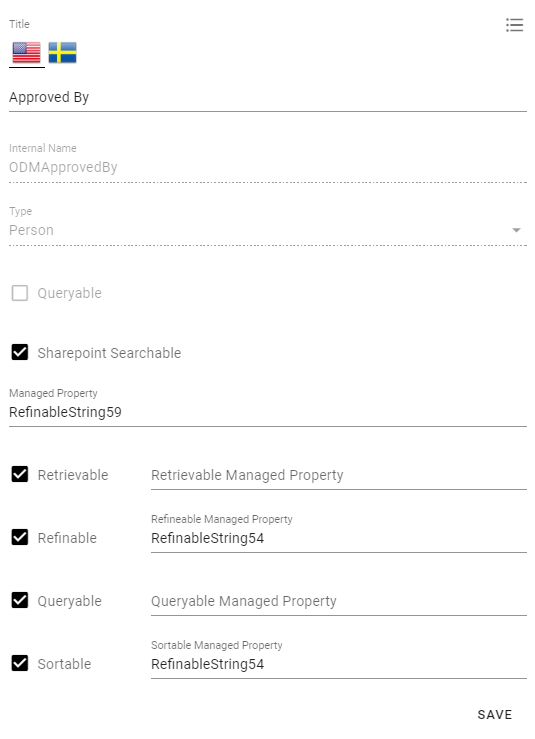 Title
Approved By
Internal Name
ODMApprovedBy
Type
Person
Queryable
Sharepoint Searchable
Managed Property
RefinableString59
Retrievable Retrievable Managed Property
Refineable Managed Property
Refinable RefinableString54
Queryable Queryable Managed Property
Sortable Managed Property
Sortable RefinableString54
SAVE